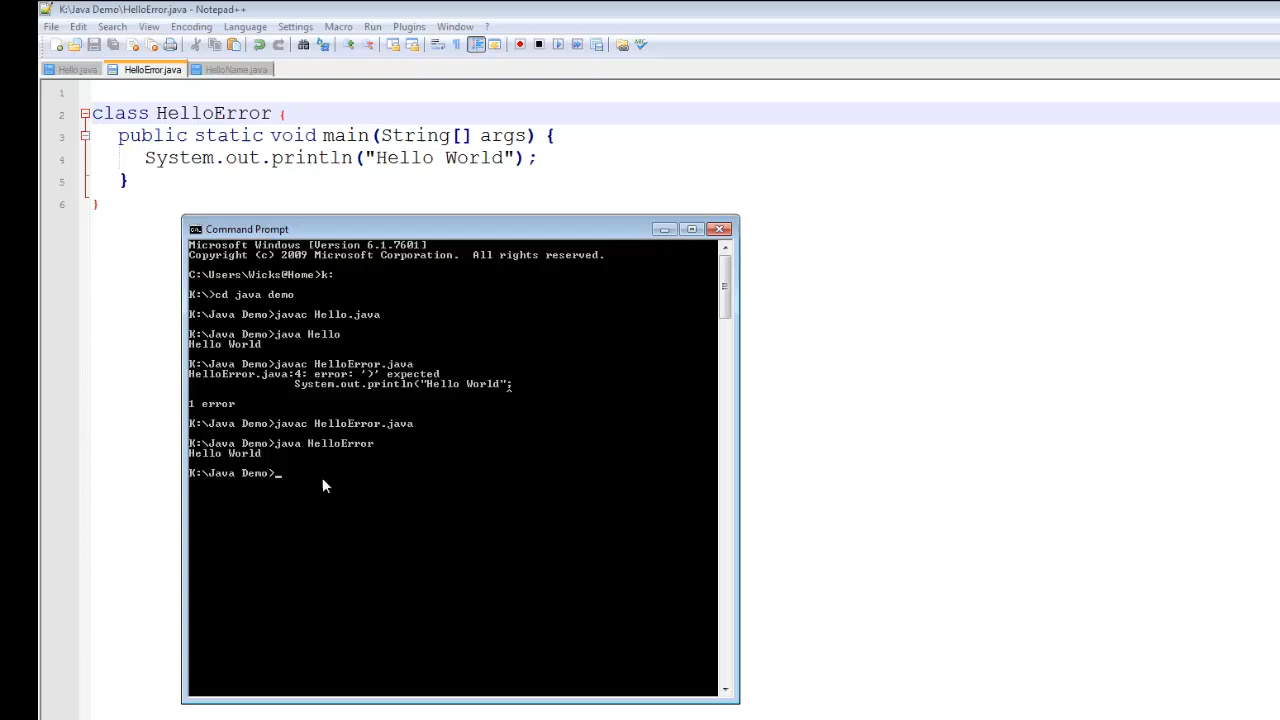 K:\Java Demo\HelloError.java - Notepad++
File Edit Search View Encoding Language Settings Macro Run Plugins Window ?
Hello.java HelloError.java HelloName.java
1
2 class HelloError {
3 public static void main(String[] args) {
4 System.out.println("Hello World");
5 }
6 }
Command Prompt
Microsoft Windows [Version 6.1.7601]
Copyright (c) 2009 Microsoft Corporation.  All rights reserved.
C:\Users\Wicks@Home>k:
K:\>cd java demo
K:\Java Demo>javac Hello.java
K:\Java Demo>java Hello
Hello World
K:\Java Demo>javac HelloError.java
HelloError.java:4: error: ')' expected
System.out.println("Hello World";
^
1 error
K:\Java Demo>javac HelloError.java
K:\Java Demo>java HelloError
Hello World
K:\Java Demo>_